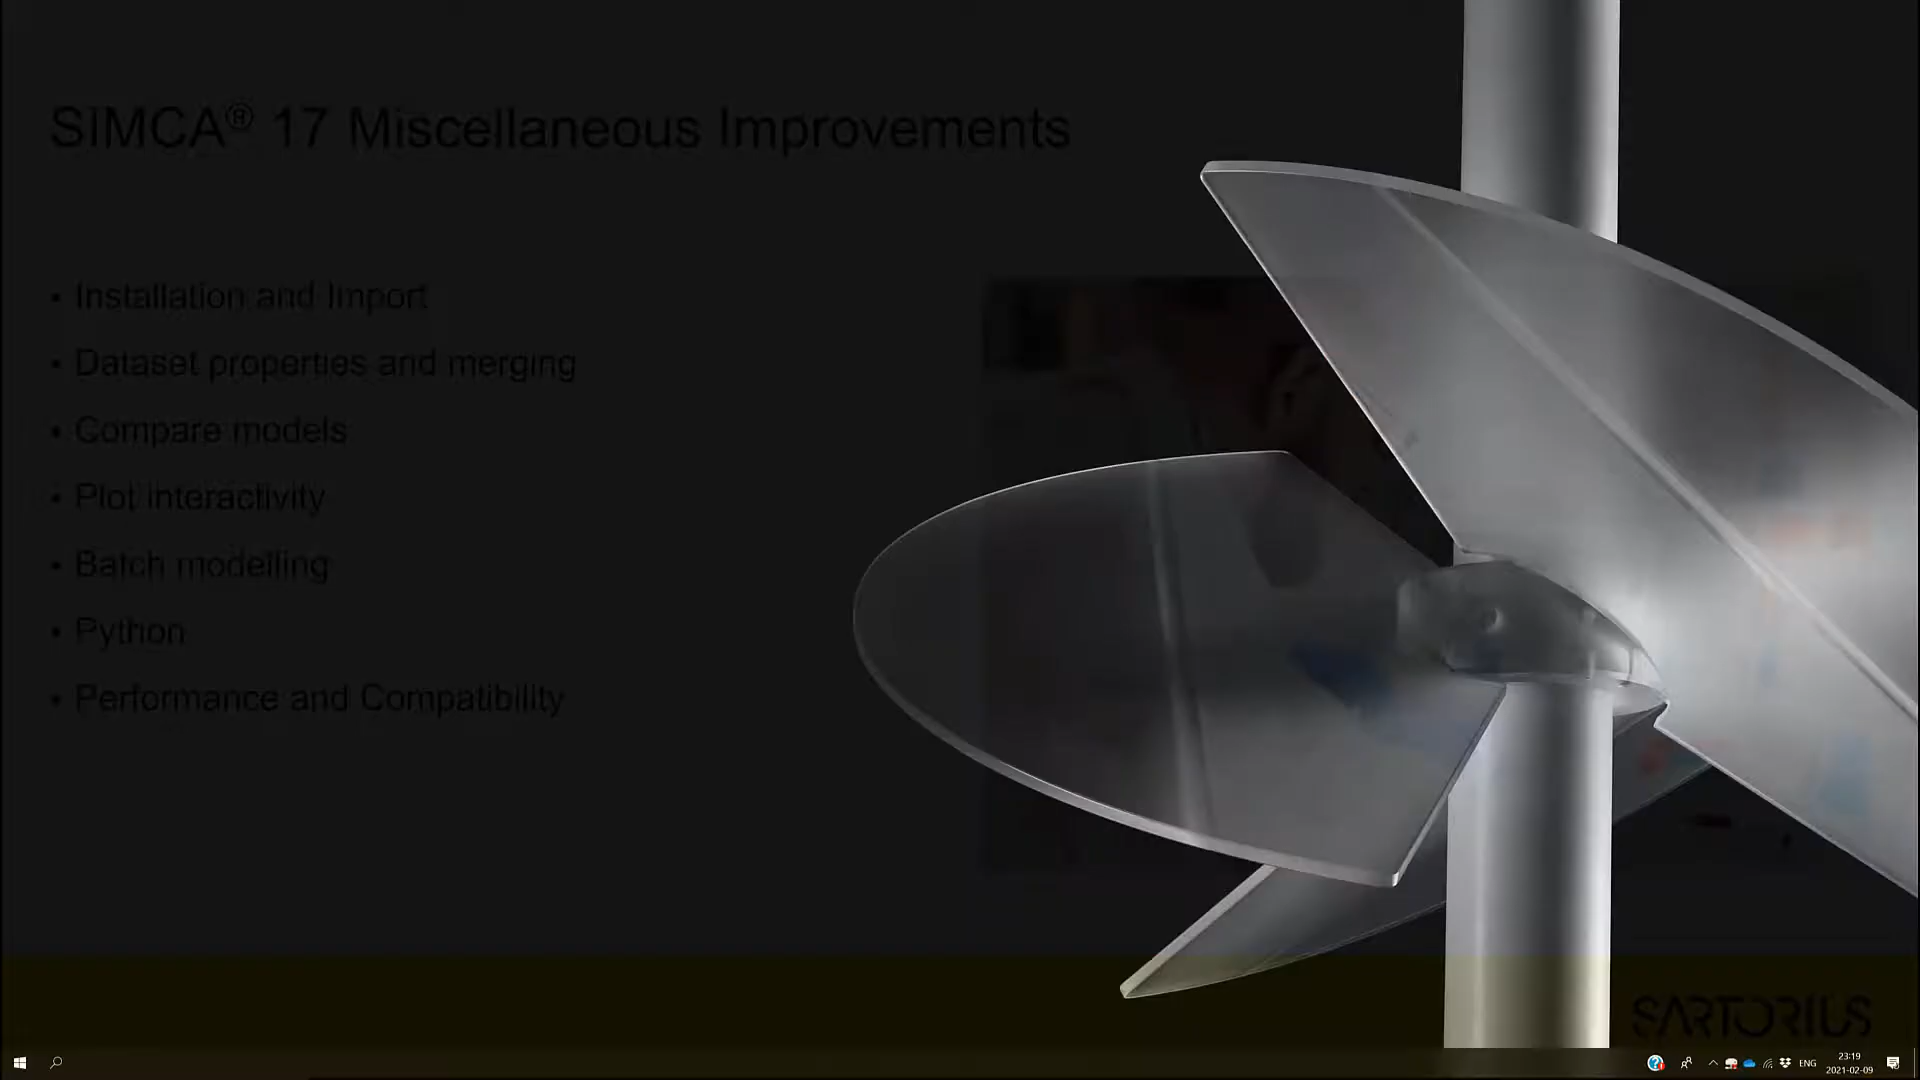 SIMCA® 17 Miscellaneous Improvements
• Installation and Import
• Dataset properties and merging
• Compare models
• Plot interactivity
• Batch modelling
• Python
• Performance and Compatibility
SARTORIUS
ENG
23:19
2021-02-09